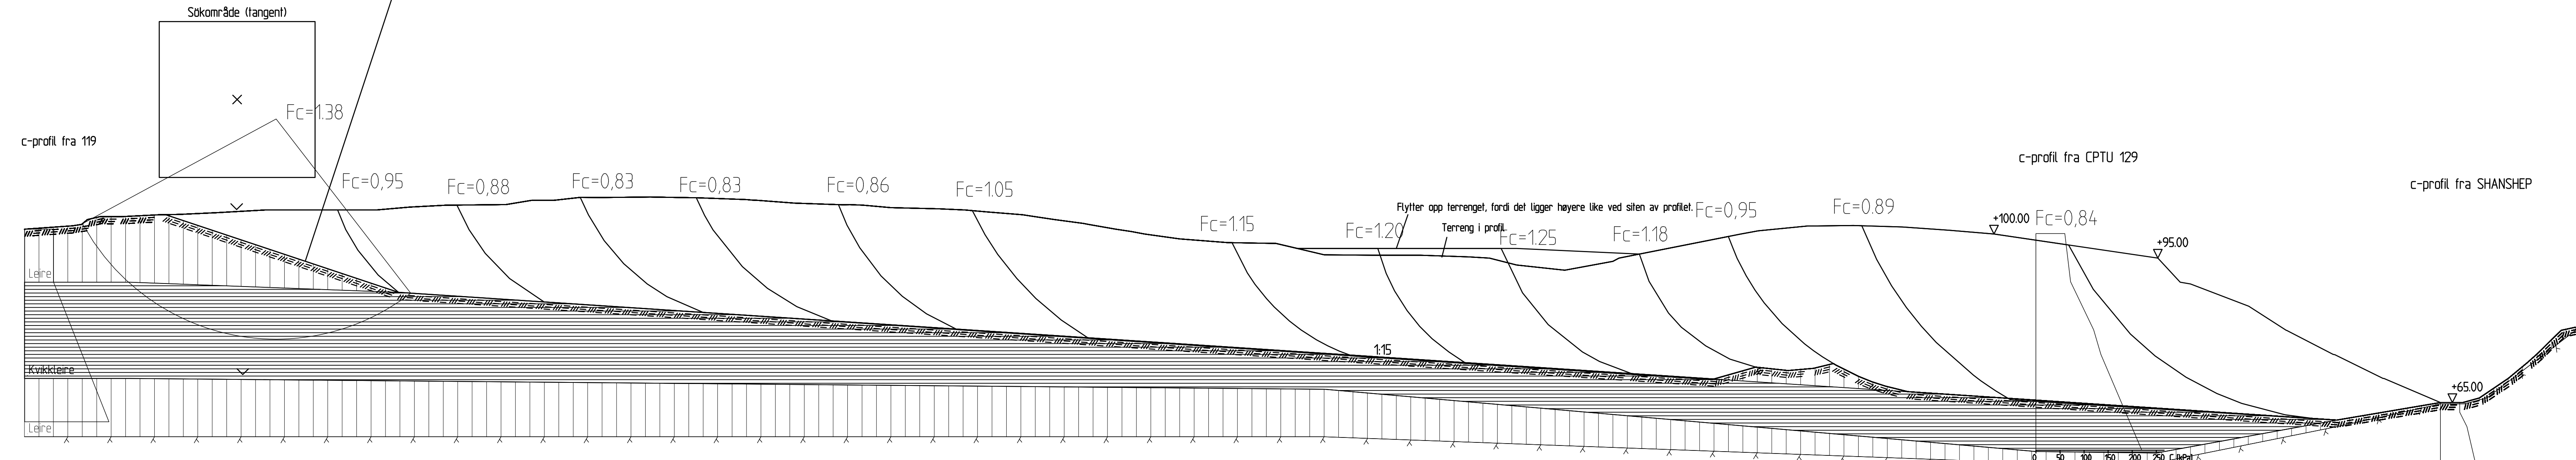 Sökområde (tangent)
Fc=1.38
c-profil fra 119
c-profil fra CPTU 129
Fc=0,95
Fc=0,88
Fc=0,83
Fc=0,83
Fc=0,86
Fc=1.05
c-profil fra SHANSHEP
Flytter opp terrenget, fordi det ligger høyere like ved siten av profilet.
Fc=0,95
Fc=0.89
+100.00
Fc=0,84
Fc=1.15
Fc=1.20
Terreng i profil.
Fc=1.25
Fc=1.18
+95.00
Leire
1:15
Kvikkleire
+65.00
Leire
0 50 100 150 200 250 C (kPa)